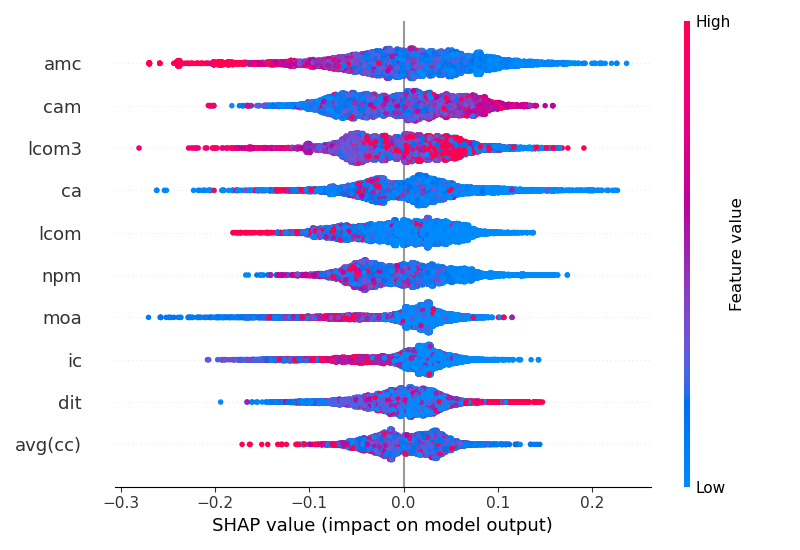 High
amc
cam
lcom3
ca
lcom
npm
moa
ic
dit
avg(cc)
Feature value
Low
−0.3 −0.2 −0.1 0.0 0.1 0.2
SHAP value (impact on model output)